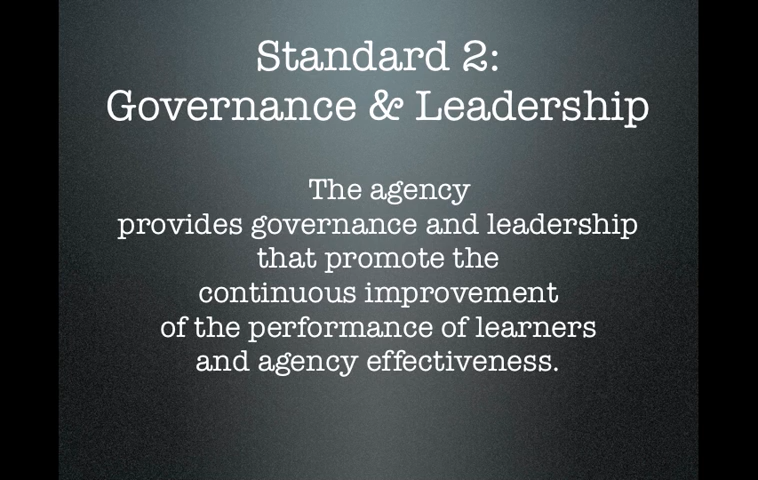 Standard 2:
Governance & Leadership
The agency
provides governance and leadership
that promote the
continuous improvement
of the performance of learners
and agency effectiveness.